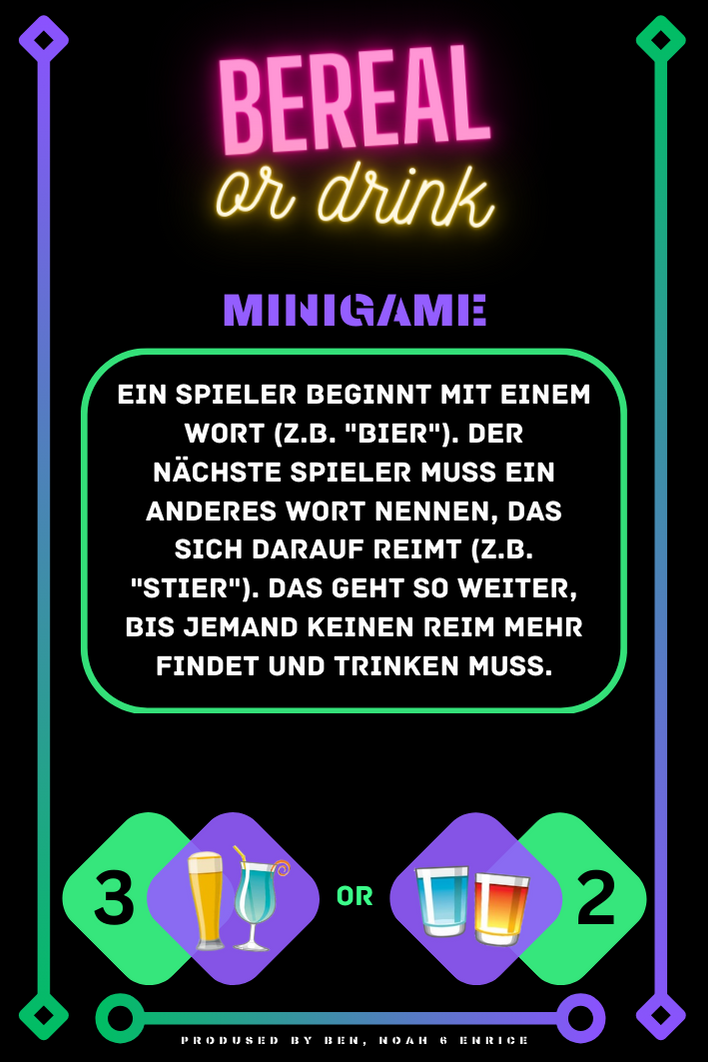 BEREAL
or drink
MINIGAME
EIN SPIELER BEGINNT MIT EINEM
WORT (Z.B. "BIER"). DER
NÄCHSTE SPIELER MUSS EIN
ANDERES WORT NENNEN, DAS
SICH DARAUF REIMT (Z.B.
"STIER"). DAS GEHT SO WEITER,
BIS JEMAND KEINEN REIM MEHR
FINDET UND TRINKEN MUSS.
3 OR 2
PRODUSED BY BEN, NOAH & ENRICE